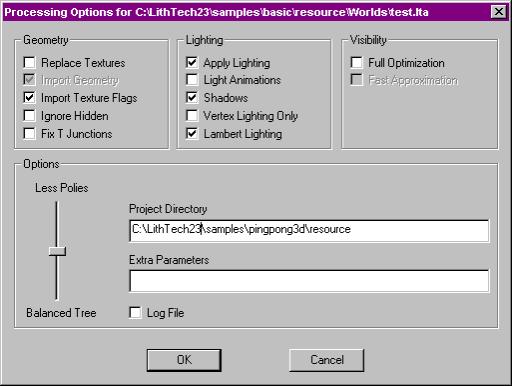 Processing Options for C:\LithTech23\samples\basic\resource\Worlds\test.lta
Geometry
Replace Textures
Import Geometry
Import Texture Flags
Ignore Hidden
Fix T Junctions
Lighting
Apply Lighting
Light Animations
Shadows
Vertex Lighting Only
Lambert Lighting
Visibility
Full Optimization
Fast Approximation
Options
Less Polies
Balanced Tree
Project Directory
C:\LithTech23\samples\pingpong3d\resource
Extra Parameters
Log File
OK
Cancel